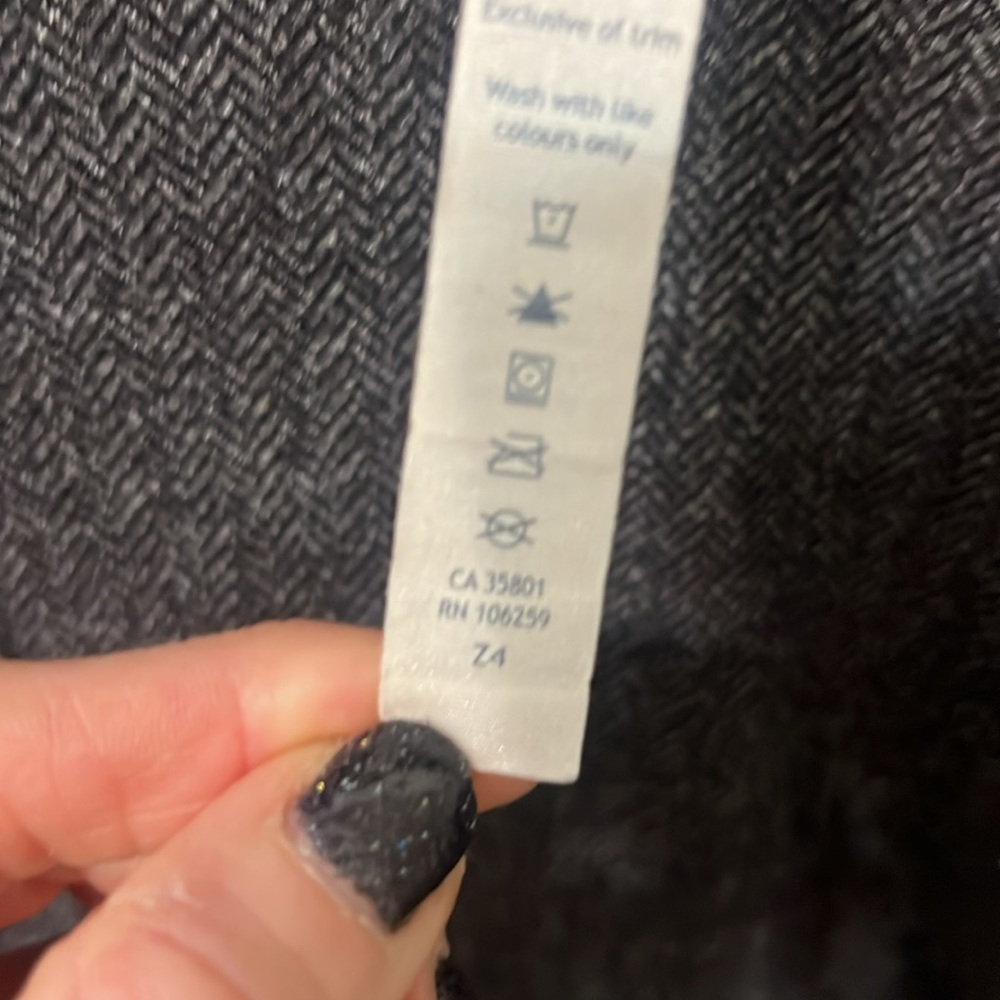 Exclusive of trim
Wash with like
colours only
CA 35801
RN 106259
Z4